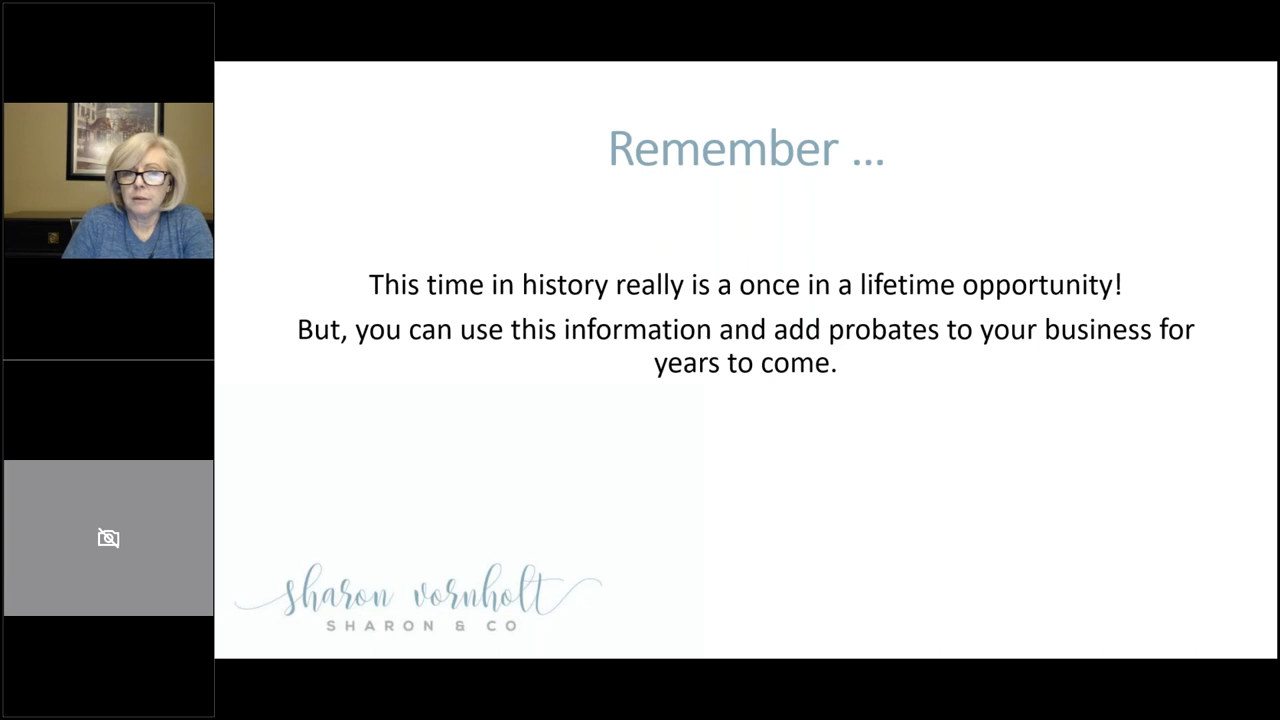 Remember ...
This time in history really is a once in a lifetime opportunity!
But, you can use this information and add probates to your business for
years to come.
sharon vornholt
SHARON & CO